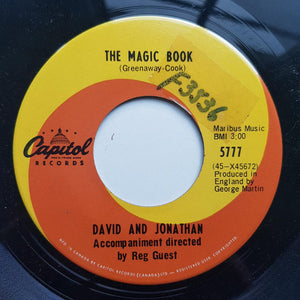 THE MAGIC BOOK
(Greenaway-Cook)
F3536
Maribus Music
BMI 3:00
5777
(45-X45672)
Produced in
England by
George Martin
Capitol
RECORDS
DAVID AND JONATHAN
Accompaniment directed
by Reg Guest